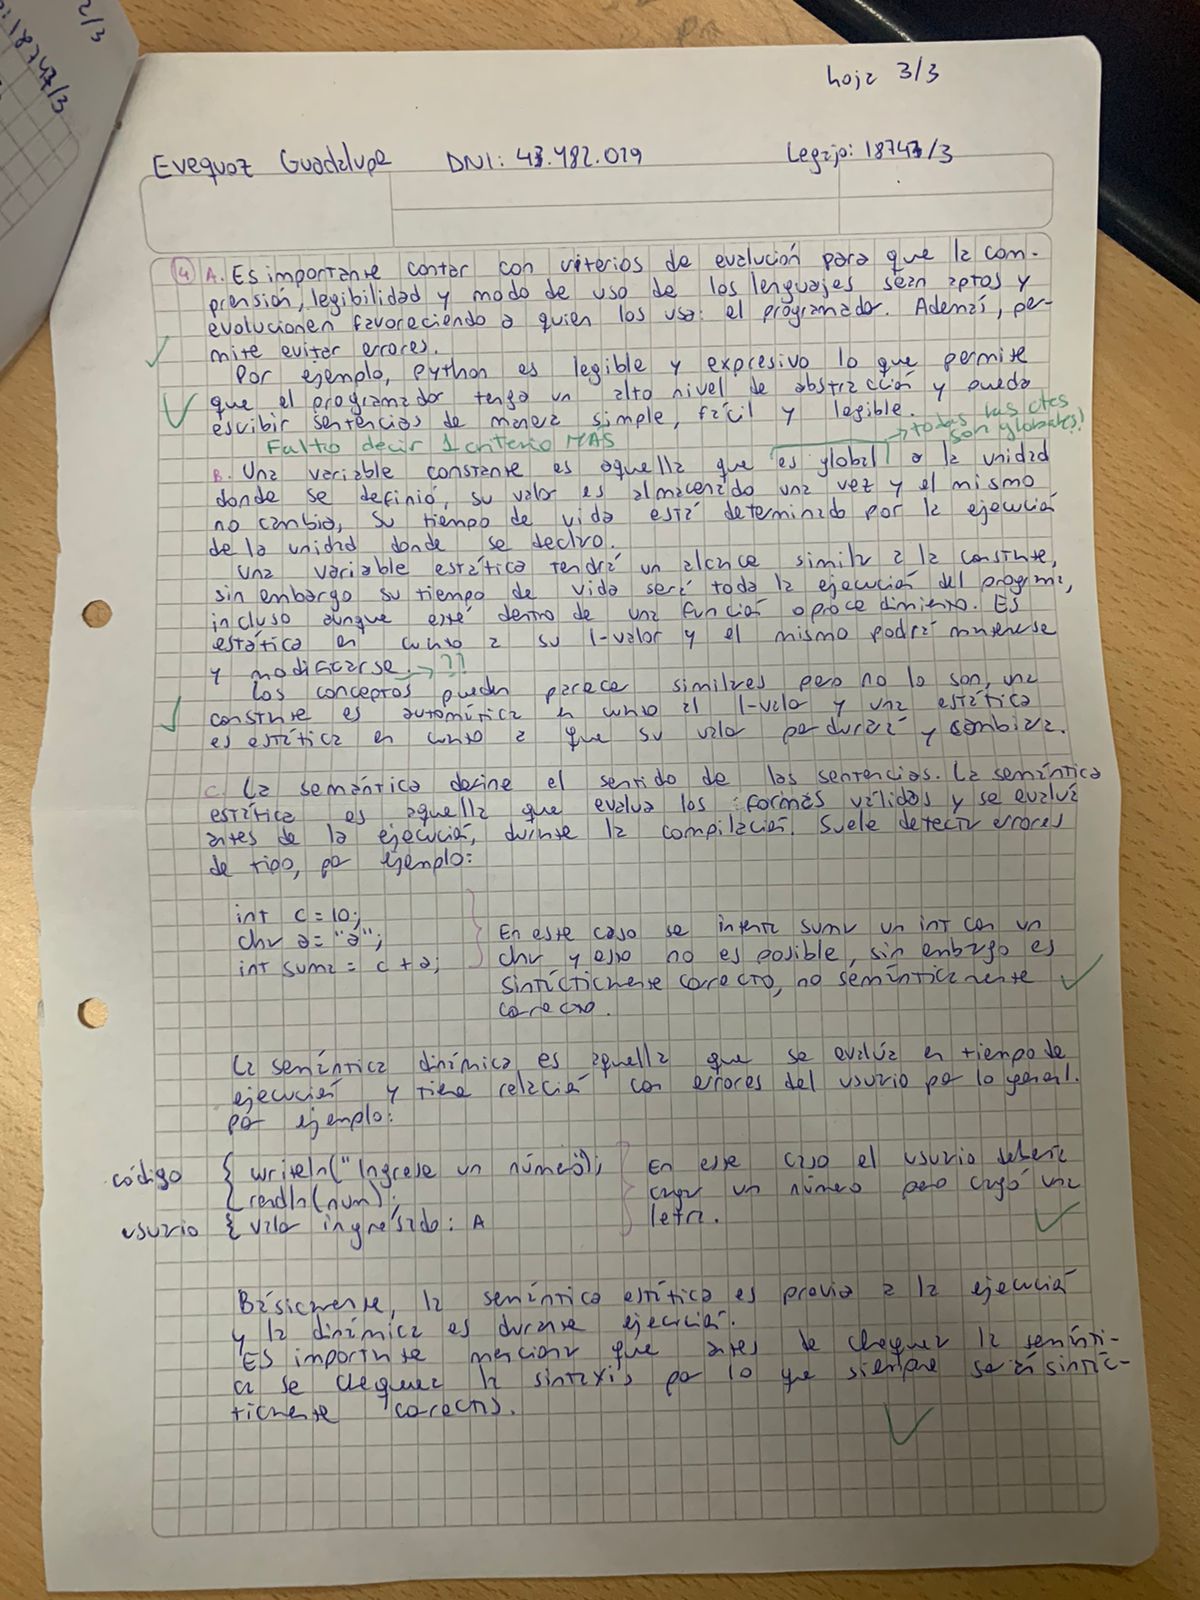 2/3
18747/3
hoja 3/3
Evequoz Guadalupe DNI: 43.482.019 Legajo: 18747/3
4 A. Es importante contar con criterios de evalución para que la com-
prensión, legibilidad y modo de uso de los lenguajes sean aptos y
evolucionen favoreciendo a quien los usa: el programador. Además, per-
mite evitar errores.
Por ejemplo, python es legible y expresivo lo que permite
que el programador tenga un alto nivel de abstracción y pueda
escribir sentencias de manera simple, fácil y legible.
Falto decir 1 criterio MAS
→ todas las ctes
son globales?
B. Una variable constante es aquella que es global a la unidad
donde se definió, su valor es almacenado una vez y el mismo
no cambia, su tiempo de vida está determinado por la ejecución
de la unidad donde se declaro.
Una variable estática tendrá un alcance similar a la constante,
sin embargo su tiempo de vida será toda la ejecución del programa,
incluso aunque esté dentro de una función o procedimiento. Es
estática en cuanto a su l-valor y el mismo podrá mantenerse
y modificarse. → ??
Los conceptos pueden parecer similares pero no lo son, una
constante es automática en cuanto al l-valor y una estática
es estática en cuanto a que su valor perdurará y cambiará.
C. La semántica define el sentido de las sentencias. La semántica
estática es aquella que evalua las formas válidas y se evalúa
antes de la ejecución, durante la compilación. Suele detectar errores
de tipo, por ejemplo:
int c = 10;
char a = "a";
int suma = c + a;
En este caso se intenta sumar un int con un
char y esto no es posible, sin embargo es
sintácticamente correcto, no semánticamente
correcto.
La semántica dinámica es aquella que se evalúa en tiempo de
ejecución y tiene relación con errores del usuario por lo general.
por ejemplo:
código { writeln("Ingrese un número");
readln(num);
usuario { valor ingresado: A
En este caso el usuario debería
cargar un número pero cargó una
letra.
Básicamente, la semántica estática es previa a la ejecución
y la dinámica es durante ejecución.
ES importante mencionar que antes de chequear la semánti-
ca se chequea la sintaxis por lo que siempre será sintác-
ticamente correcto.